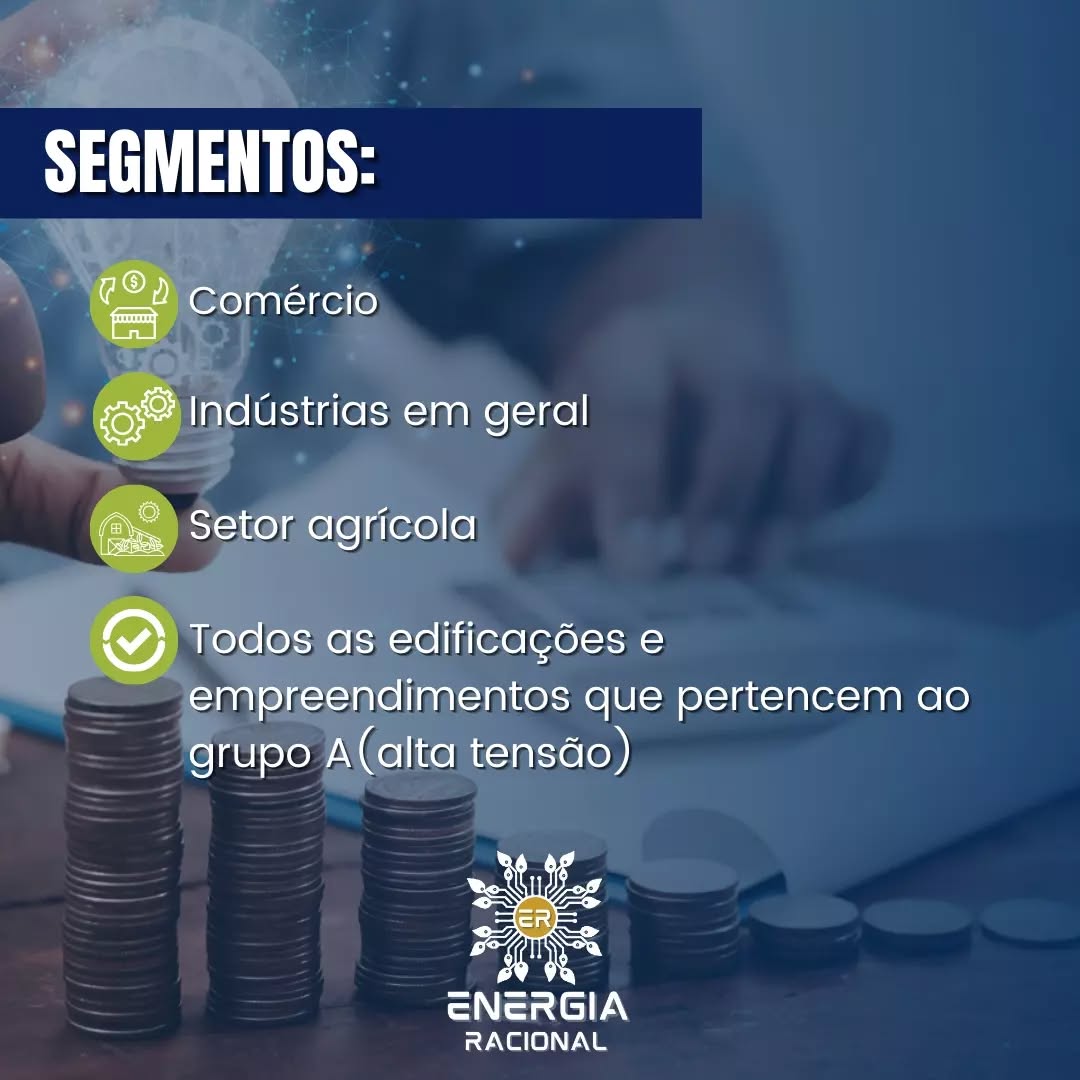 SEGMENTOS:
Comércio
Indústrias em geral
Setor agrícola
Todos as edificações e
empreendimentos que pertencem ao
grupo A(alta tensão)
ER
ENERGIA
RACIONAL